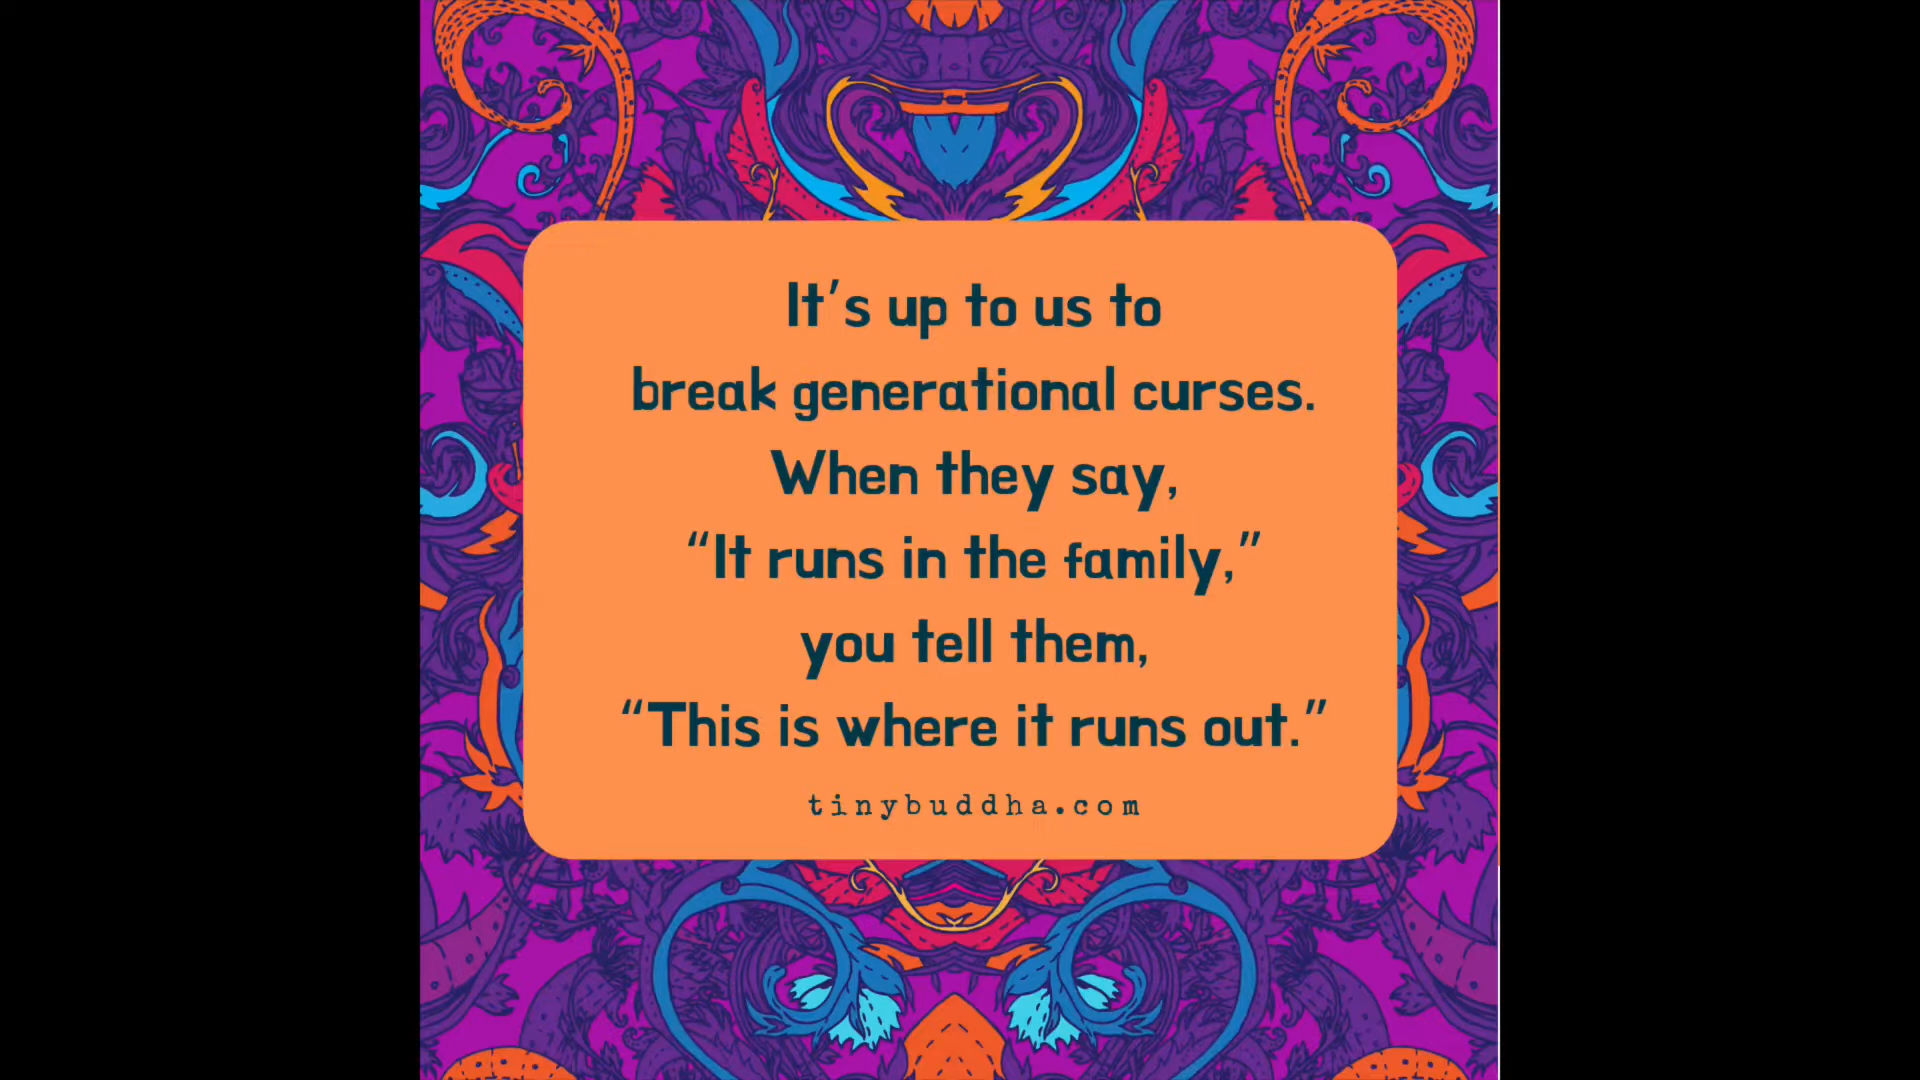 It's up to us to
break generational curses.
When they say,
“It runs in the family,”
you tell them,
“This is where it runs out.”
tinybuddha.com